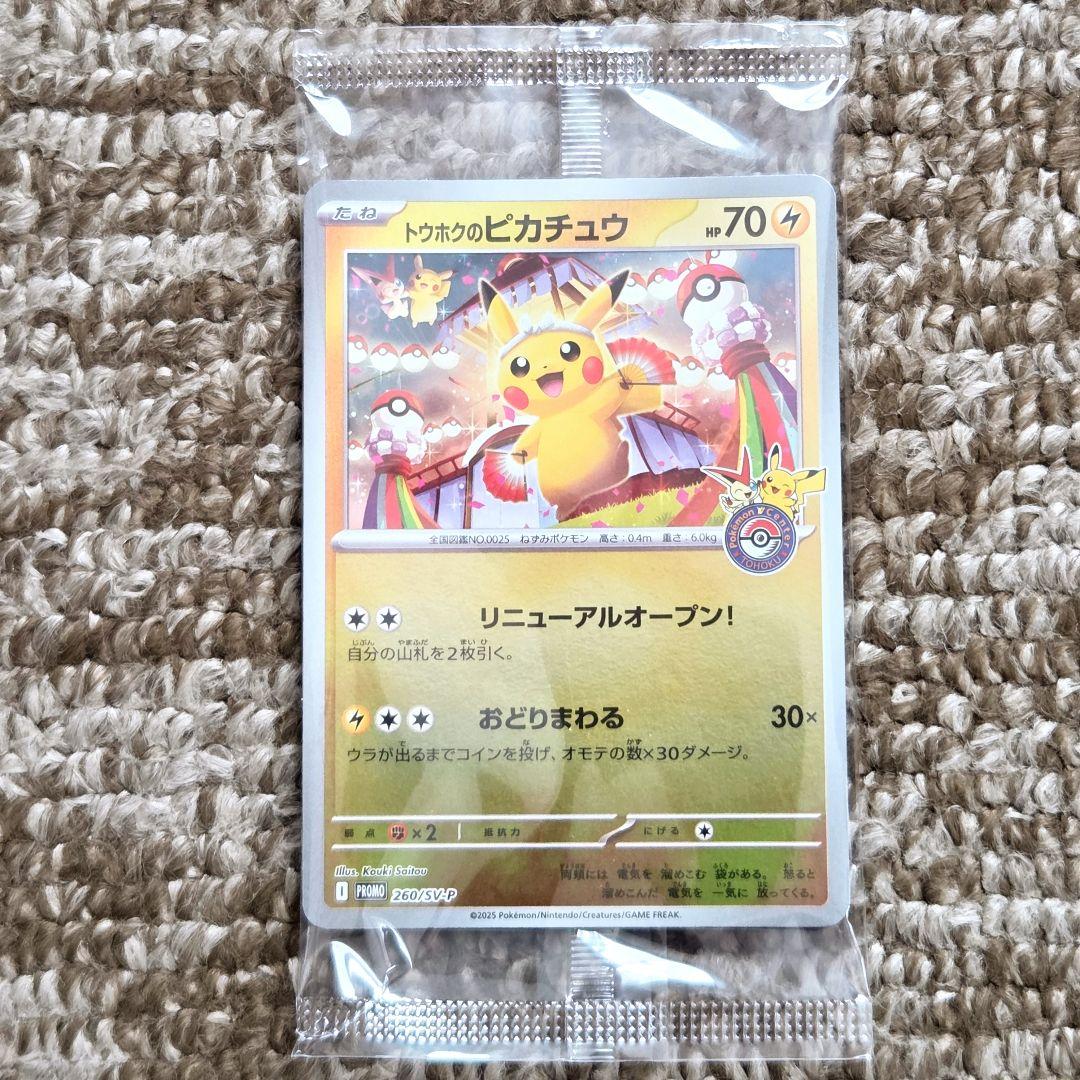 たね
トウホクのピカチュウ HP 70
Pokémon Center
TOHOKU
全国図鑑NO.0025 ねずみポケモン 高さ:0.4m 重さ:6.0kg
リニューアルオープン!
自分の山札を2枚引く。
おどりまわる 30×
ウラが出るまでコインを投げ、オモテの数×30ダメージ。
弱点 ×2 抵抗力 にげる
Illus. Kouki Saitou
両頬には 電気を 溜めこむ 袋がある。 怒ると
溜めこんだ 電気を 一気に 放ってくる。
I PROMO 260/SV-P
©2025 Pokémon/Nintendo/Creatures/GAME FREAK.